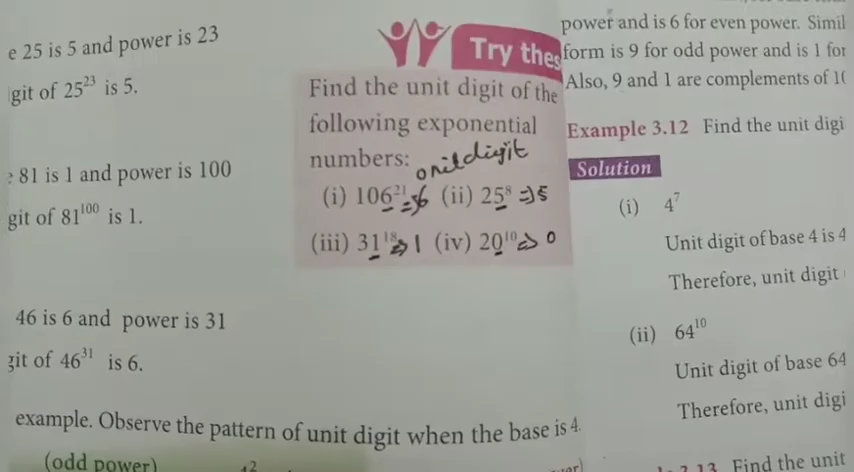 e 25 is 5 and power is 23
git of 25²³ is 5.
: 81 is 1 and power is 100
git of 81¹⁰⁰ is 1.
46 is 6 and power is 31
git of 46³¹ is 6.
example. Observe the pattern of unit digit when the base is 4.
(odd power)
4²
Try thes
Find the unit digit of the
following exponential
numbers:
(i) 106²¹ = 6 (ii) 25⁸ ⇒ 5
(iii) 31¹⁸ ⇒ 1 (iv) 20¹⁰ ⇒ 0
power and is 6 for even power. Simil
form is 9 for odd power and is 1 for
Also, 9 and 1 are complements of 10
Example 3.12 Find the unit digi
Solution
(i) 4⁷
Unit digit of base 4 is 4
Therefore, unit digit
(ii) 64¹⁰
Unit digit of base 64
Therefore, unit digi
3.13 Find the unit